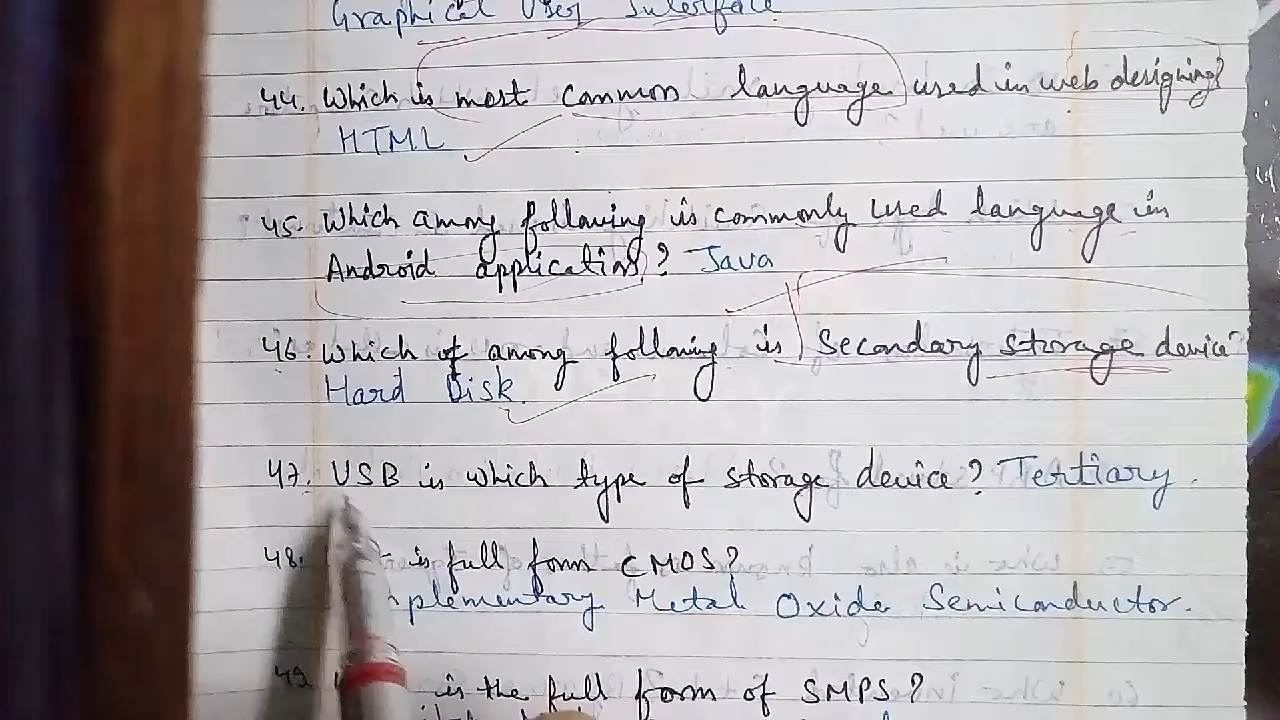 Graphical User Interface
44. Which is most common language used in web designing?
HTML
45. Which among following is commonly used language in
Android applications? Java
46. Which of among following is Secondary storage device?
Hard Disk.
47. USB is which type of storage device? Tertiary.
48. is full form CMOS?
plementary Metal Oxide Semiconductor.
49. is the full form of SMPS?